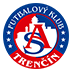 FUTBALOVÝ KLUB
AS
TRENČÍN